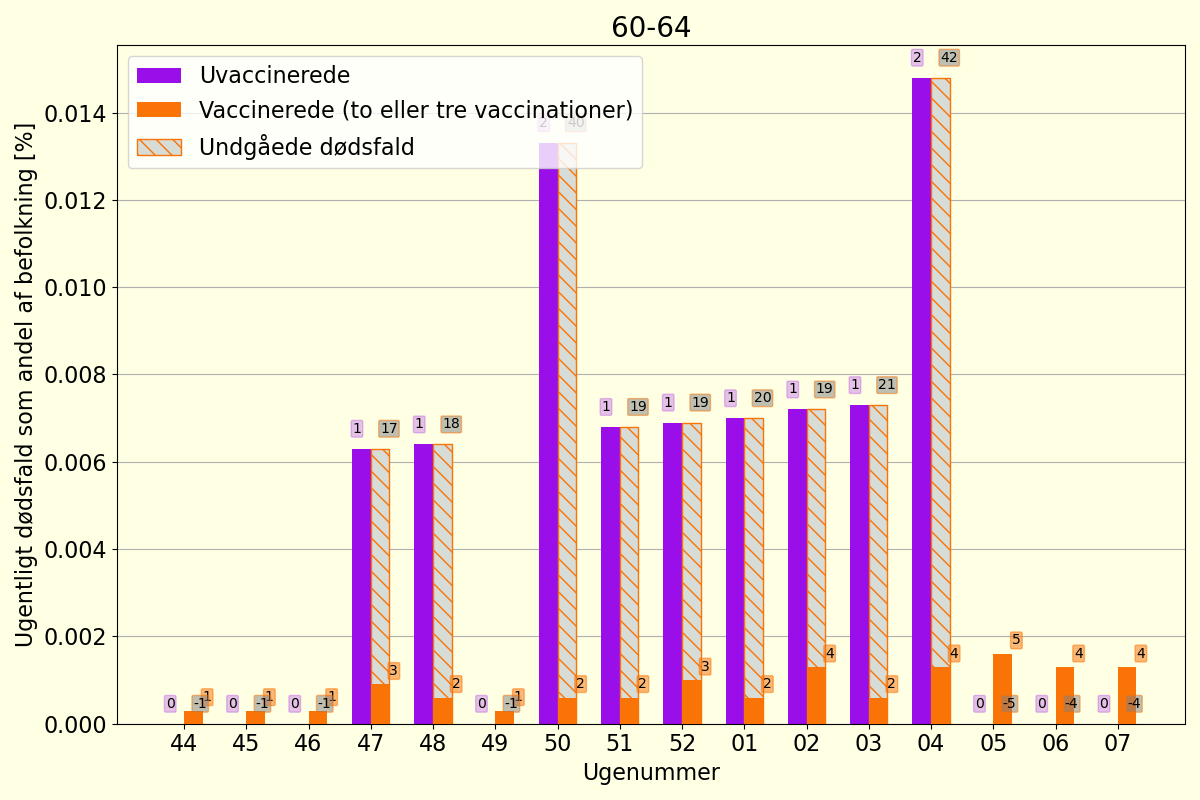 60-64
Uvaccinerede
Vaccinerede (to eller tre vaccinationer)
Undgåede dødsfald
Ugentligt dødsfald som andel af befolkning [%]
0.014
0.012
0.010
0.008
0.006
0.004
0.002
0.000
2 42
2 40
1 17
1 18
1 19
1 19
1 20
1 19
1 21
0 -1 1
0 -1 1
0 -1 1
3
2
0 -1 1
2
2
3
2
4
2
4
0 -5 5
0 -4 4
0 -4 4
44 45 46 47 48 49 50 51 52 01 02 03 04 05 06 07
Ugenummer